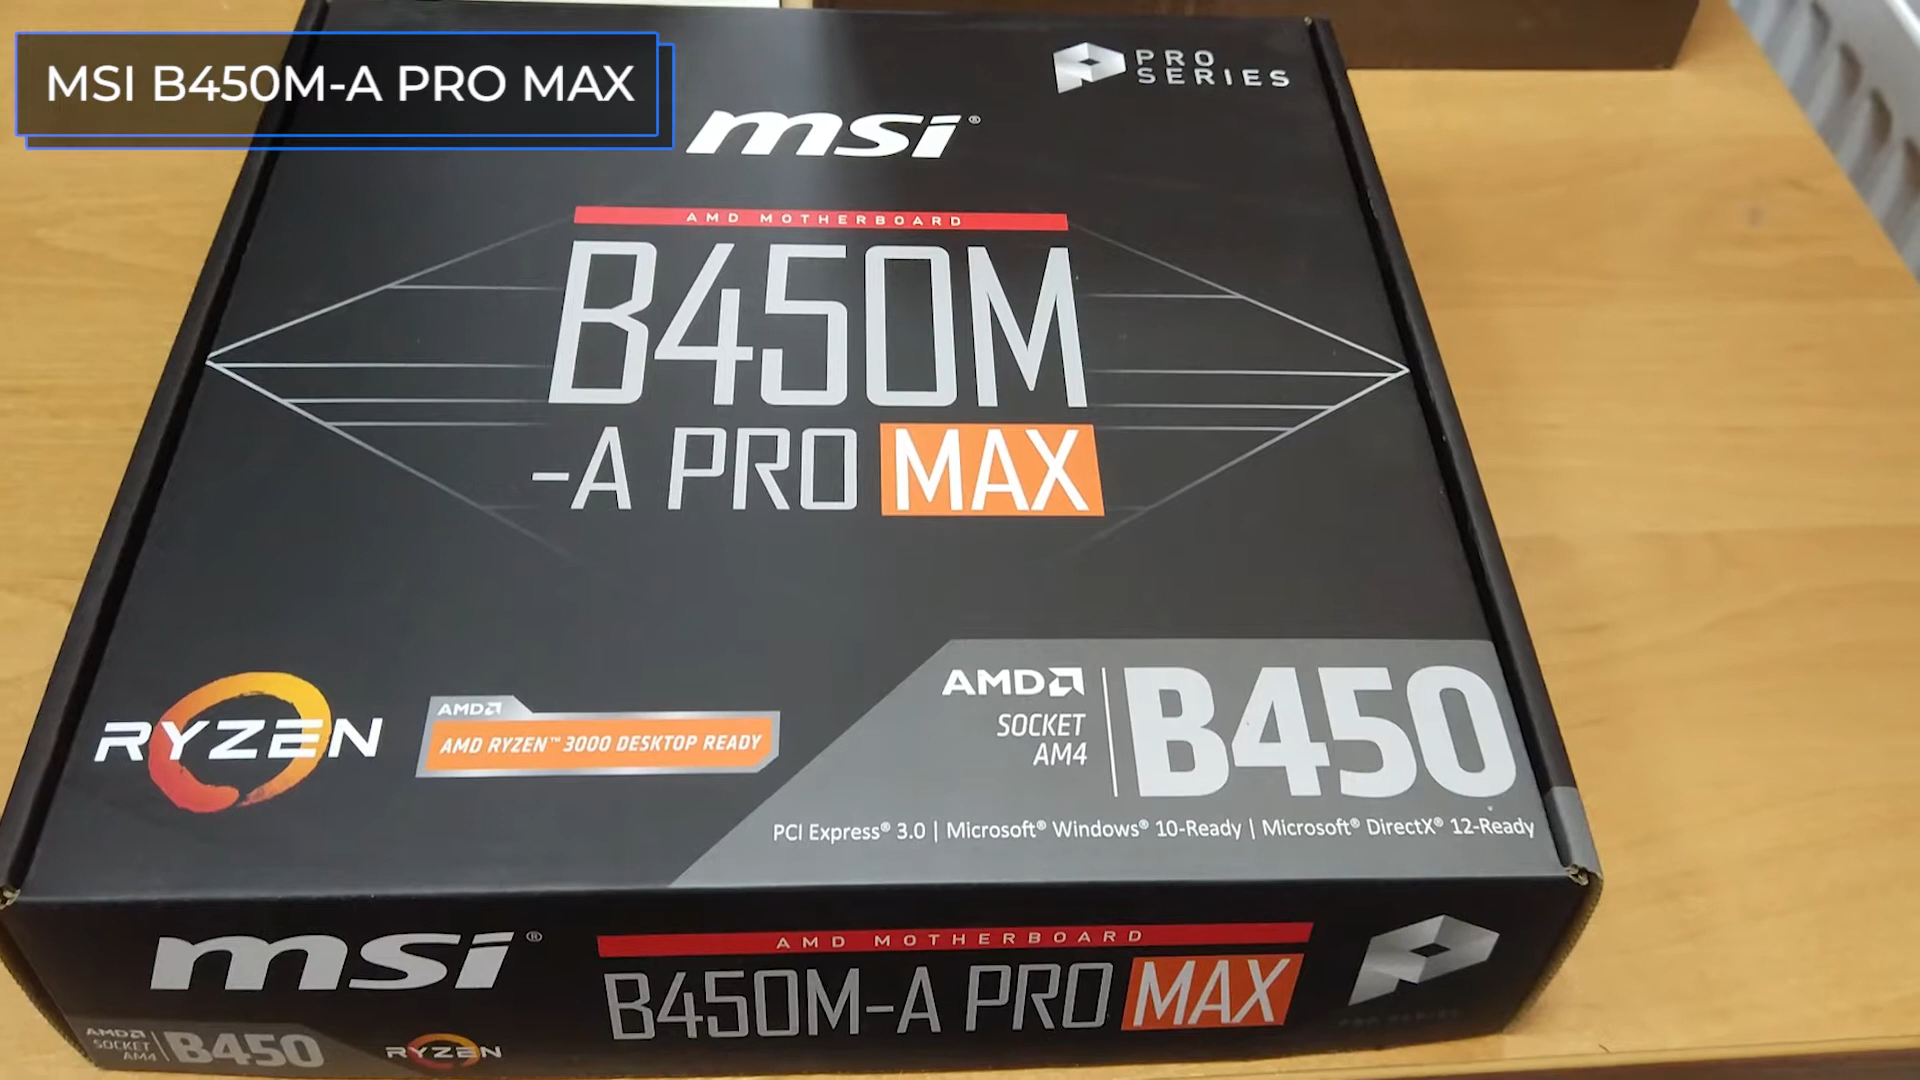 MSI B450M-A PRO MAX
PRO
SERIES
msi®
AMD MOTHERBOARD
B450M
-A PRO MAX
RYZEN
AMD
AMD RYZEN™ 3000 DESKTOP READY
AMD
SOCKET
AM4
B450
PCI Express® 3.0 | Microsoft® Windows® 10-Ready | Microsoft® DirectX® 12-Ready
msi®
AMD MOTHERBOARD
B450M-A PRO MAX
AMD
SOCKET
AM4
B450
RYZEN
PRO SERIES